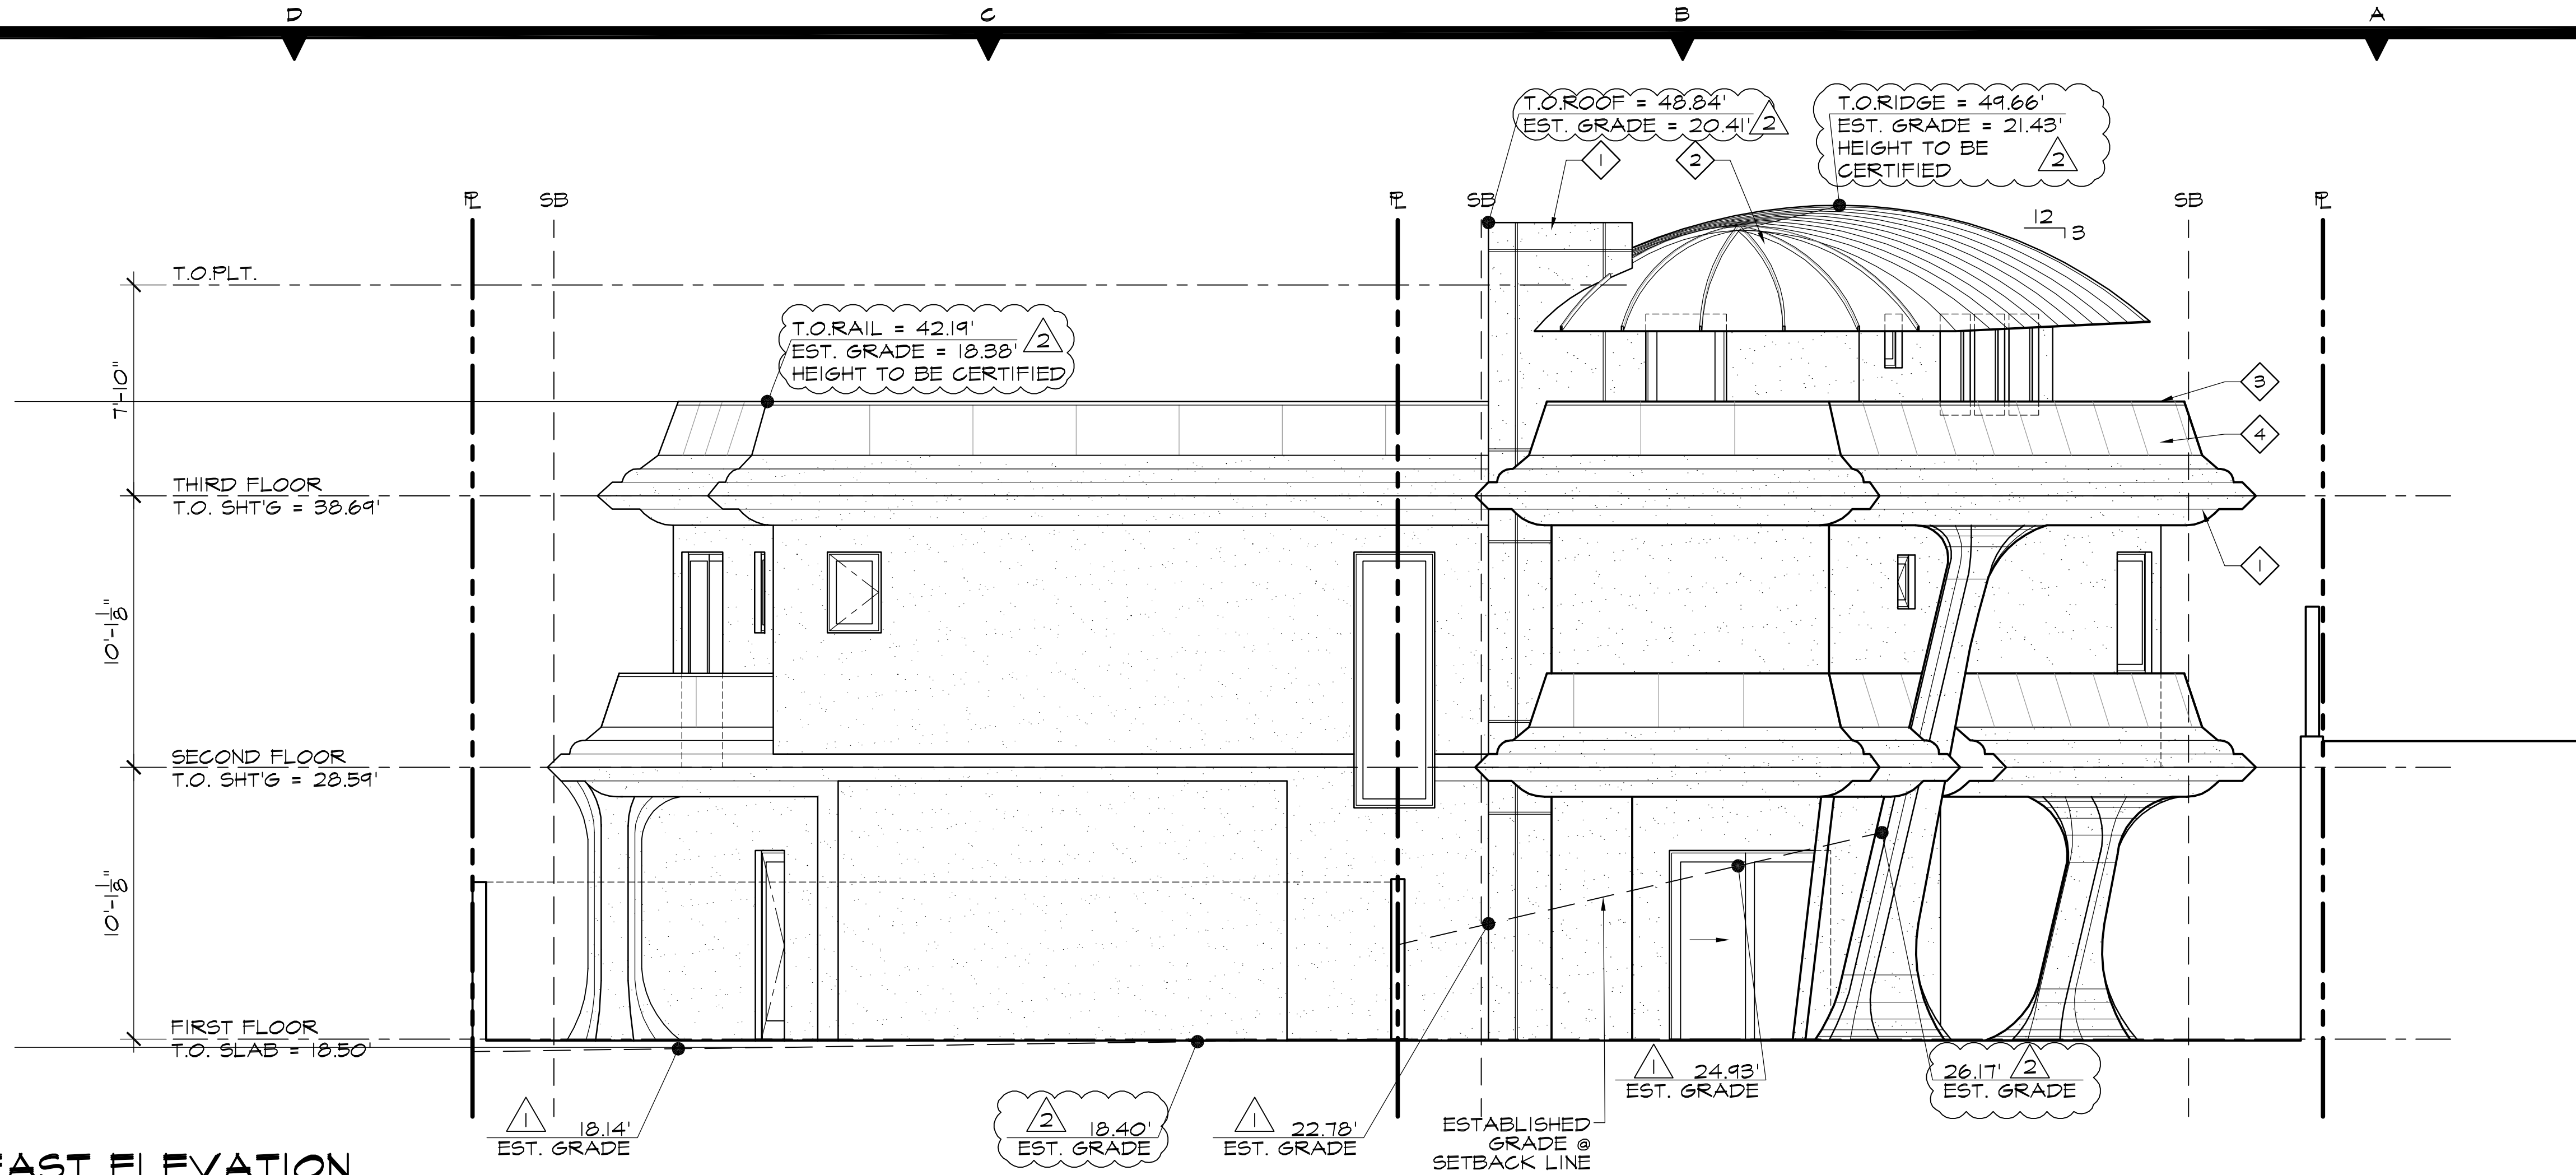 D
C
B
A
T.O.ROOF = 48.84'
EST. GRADE = 20.41'
2
T.O.RIDGE = 49.66'
EST. GRADE = 21.43'
HEIGHT TO BE
CERTIFIED
2
1
2
PL
SB
PL
SB
SB
PL
12
3
T.O.PLT.
T.O.RAIL = 42.19'
EST. GRADE = 18.38'
HEIGHT TO BE CERTIFIED
2
7'-10"
3
4
THIRD FLOOR
T.O. SHT'G = 38.69'
1
10'-1 1/8"
SECOND FLOOR
T.O. SHT'G = 28.59'
10'-1 1/8"
FIRST FLOOR
T.O. SLAB = 18.50'
1
18.14'
EST. GRADE
2
18.40'
EST. GRADE
1
22.78'
EST. GRADE
ESTABLISHED
GRADE @
SETBACK LINE
1
24.93'
EST. GRADE
26.17'
2
EST. GRADE
EAST ELEVATION